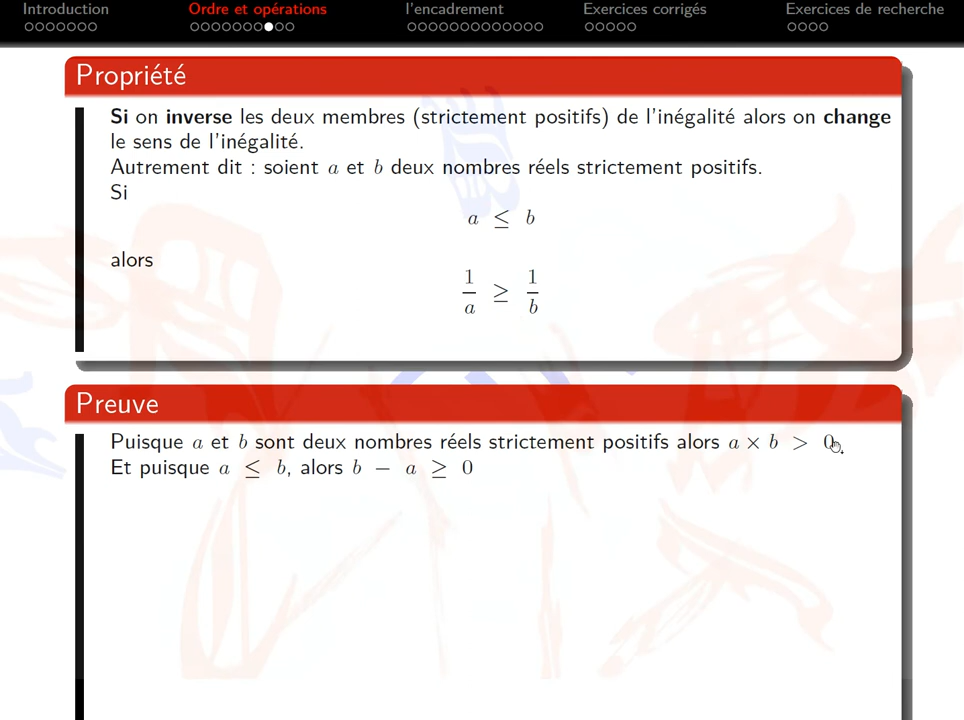 Introduction Ordre et opérations l'encadrement Exercices corrigés Exercices de recherche
Propriété
Si on inverse les deux membres (strictement positifs) de l'inégalité alors on change
le sens de l'inégalité.
Autrement dit : soient a et b deux nombres réels strictement positifs.
Si
a ≤ b
alors
1/a ≥ 1/b
Preuve
Puisque a et b sont deux nombres réels strictement positifs alors a × b > 0.
Et puisque a ≤ b, alors b − a ≥ 0